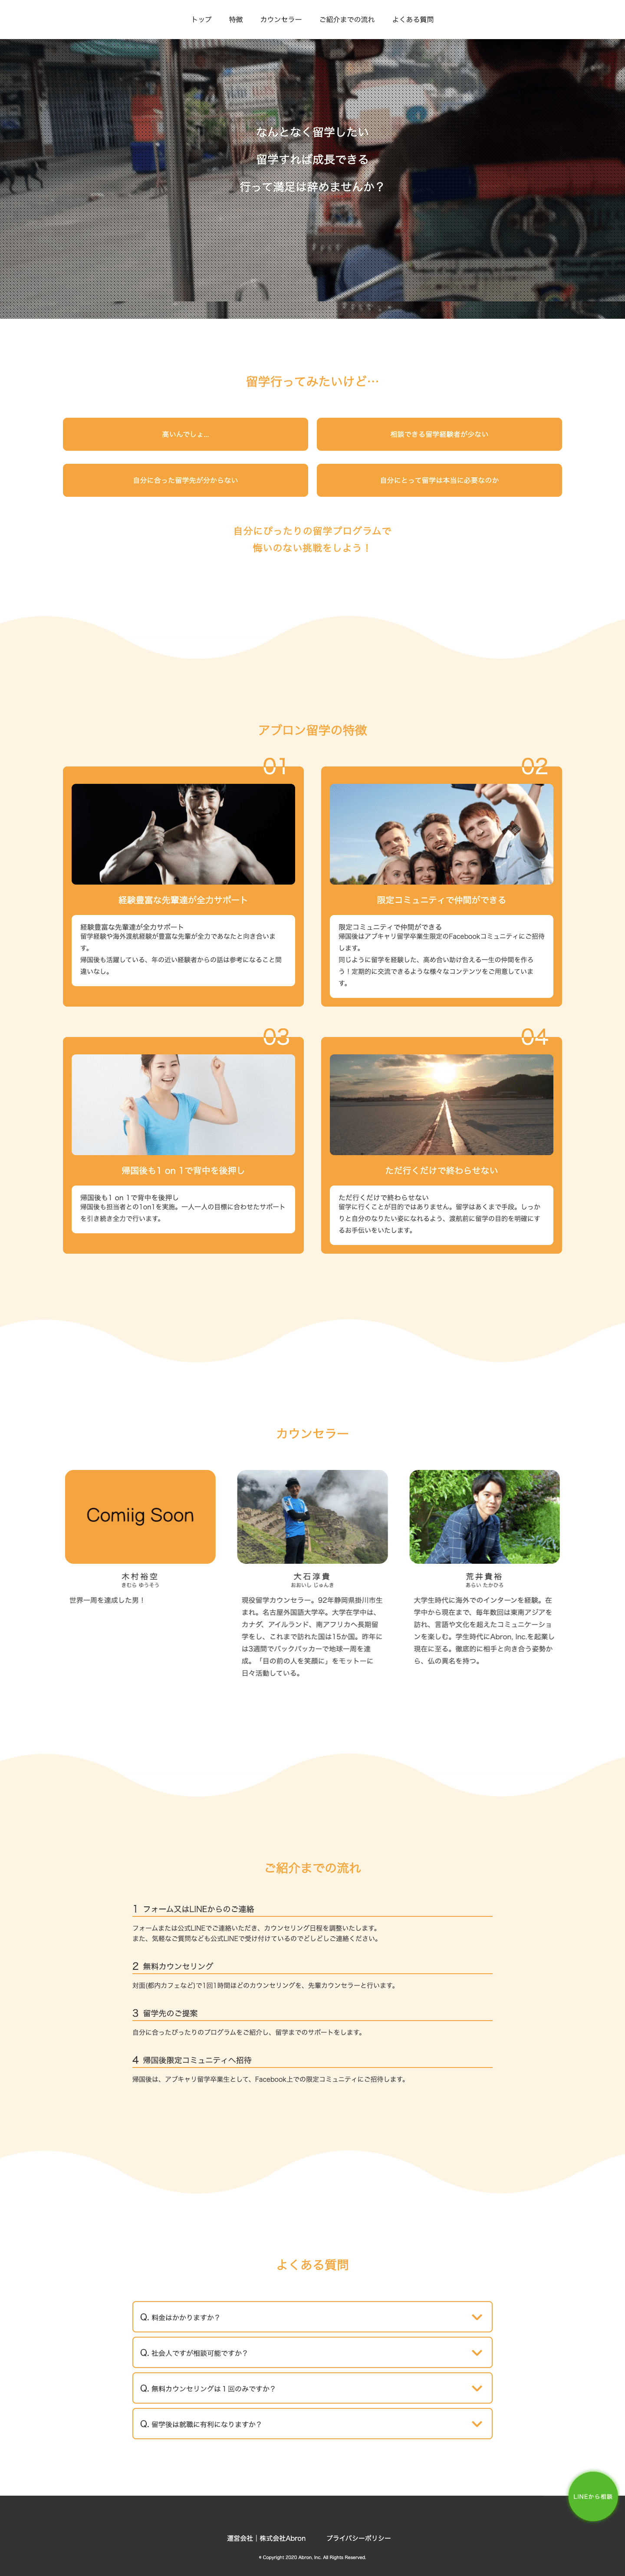 トップ 特徴 カウンセラー ご紹介までの流れ よくある質問
なんとなく留学したい
留学すれば成長できる
行って満足は辞めませんか？
留学行ってみたいけど…
高いんでしょ... 相談できる留学経験者が少ない
自分に合った留学先が分からない 自分にとって留学は本当に必要なのか
自分にぴったりの留学プログラムで
悔いのない挑戦をしよう！
アブロン留学の特徴
01
経験豊富な先輩達が全力サポート
経験豊富な先輩達が全力サポート
留学経験や海外渡航経験が豊富な先輩が全力であなたと向き合いま
す。
帰国後も活躍している、年の近い経験者からの話は参考になること間
違いなし。
02
限定コミュニティで仲間ができる
限定コミュニティで仲間ができる
帰国後はアブキャリ留学卒業生限定のFacebookコミュニティにご招待
します。
同じように留学を経験した、高め合い助け合える一生の仲間を作ろ
う！定期的に交流できるような様々なコンテンツをご用意していま
す。
03
帰国後も1 on 1で背中を後押し
帰国後も1 on 1で背中を後押し
帰国後も担当者との1on1を実施。一人一人の目標に合わせたサポート
を引き続き全力で行います。
04
ただ行くだけで終わらせない
ただ行くだけで終わらせない
留学に行くことが目的ではありません。留学はあくまで手段。しっか
りと自分のなりたい姿になれるよう、渡航前に留学の目的を明確にす
るお手伝いをいたします。
カウンセラー
Comiig Soon
木村裕空
きむら ゆうそう
世界一周を達成した男！
大石淳貴
おおいし じゅんき
現役留学カウンセラー。92年静岡県掛川市生
まれ。名古屋外国語大学卒。大学在学中は、
カナダ、アイルランド、南アフリカへ長期留
学をし、これまで訪れた国は15か国。昨年に
は3週間でバックパッカーで地球一周を達
成。「目の前の人を笑顔に」をモットーに
日々活動している。
荒井貴裕
あらい たかひろ
大学生時代に海外でのインターンを経験。在
学中から現在まで、毎年数回は東南アジアを
訪れ、言語や文化を超えたコミュニケーショ
ンを楽しむ。学生時代にAbron, Inc.を起業し
現在に至る。徹底的に相手と向き合う姿勢か
ら、仏の異名を持つ。
ご紹介までの流れ
1 フォーム又はLINEからのご連絡
フォームまたは公式LINEでご連絡いただき、カウンセリング日程を調整いたします。
また、気軽なご質問なども公式LINEで受け付けているのでどしどしご連絡ください。
2 無料カウンセリング
対面(都内カフェなど)で1回1時間ほどのカウンセリングを、先輩カウンセラーと行います。
3 留学先のご提案
自分に合ったぴったりのプログラムをご紹介し、留学までのサポートをします。
4 帰国後限定コミュニティへ招待
帰国後は、アブキャリ留学卒業生として、Facebook上での限定コミュニティにご招待します。
よくある質問
Q. 料金はかかりますか？
Q. 社会人ですが相談可能ですか？
Q. 無料カウンセリングは１回のみですか？
Q. 留学後は就職に有利になりますか？
LINEから相談
運営会社｜株式会社Abron プライバシーポリシー
© Copyright 2020 Abron, Inc. All Rights Reserved.